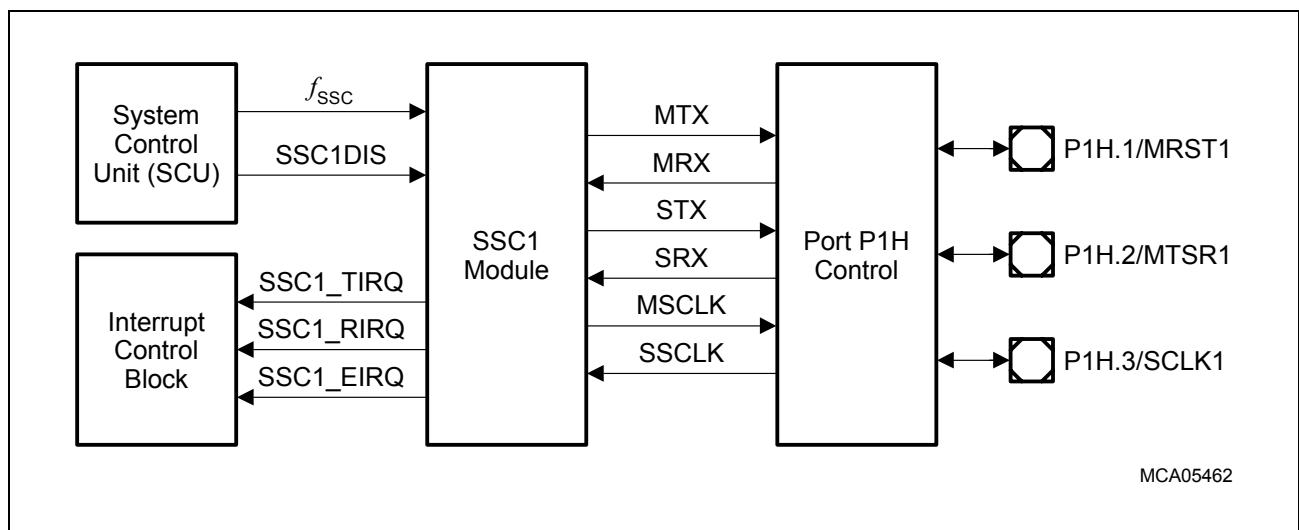 System
Control
Unit (SCU)
fSSC
SSC1DIS
Interrupt
Control
Block
SSC1_TIRQ
SSC1_RIRQ
SSC1_EIRQ
SSC1
Module
MTX
MRX
STX
SRX
MSCLK
SSCLK
Port P1H
Control
P1H.1/MRST1
P1H.2/MTSR1
P1H.3/SCLK1
MCA05462